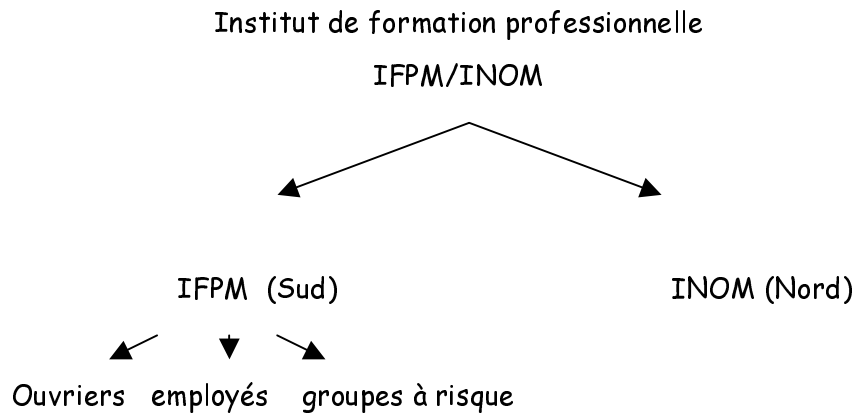 Institut de formation professionnelle
IFPM/INOM
IFPM (Sud) INOM (Nord)
Ouvriers employés groupes à risque